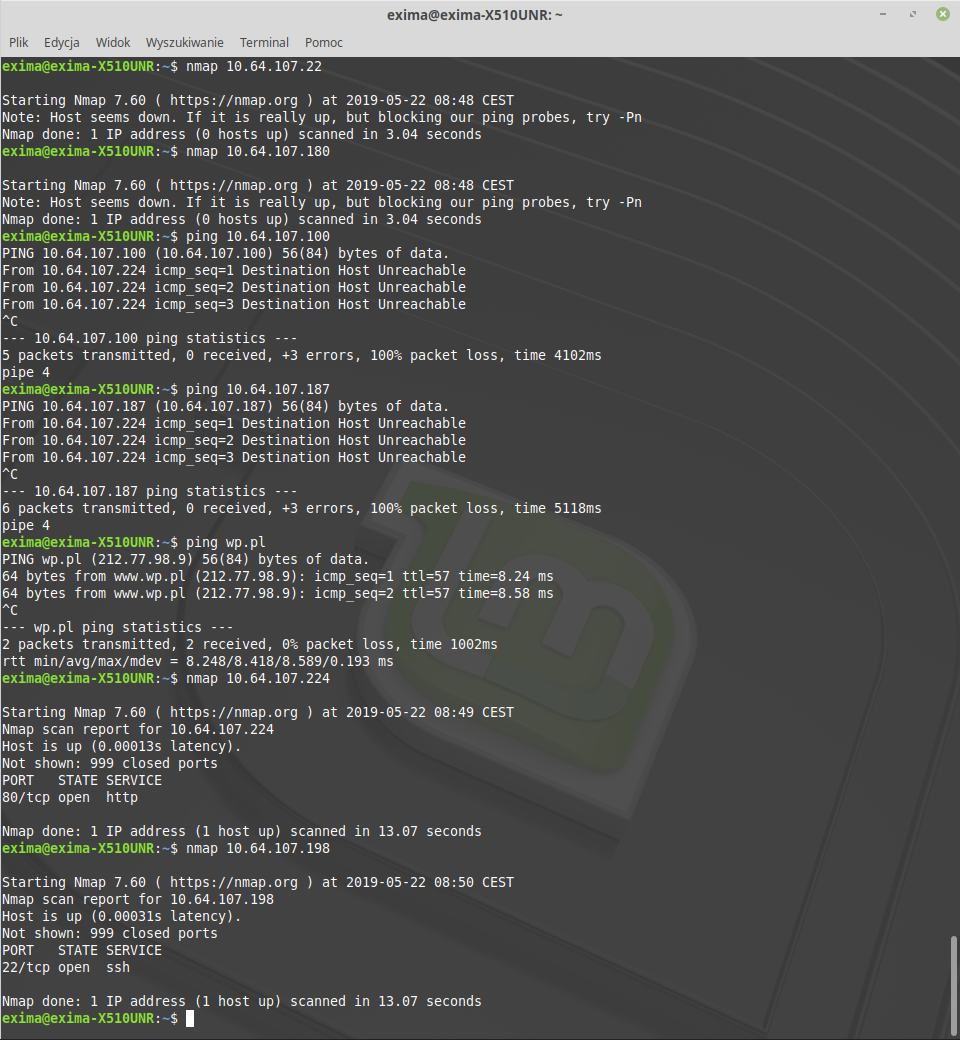 exima@exima-X510UNR: ~
Plik Edycja Widok Wyszukiwanie Terminal Pomoc
exima@exima-X510UNR:~$ nmap 10.64.107.22
Starting Nmap 7.60 ( https://nmap.org ) at 2019-05-22 08:48 CEST
Note: Host seems down. If it is really up, but blocking our ping probes, try -Pn
Nmap done: 1 IP address (0 hosts up) scanned in 3.04 seconds
exima@exima-X510UNR:~$ nmap 10.64.107.180
Starting Nmap 7.60 ( https://nmap.org ) at 2019-05-22 08:48 CEST
Note: Host seems down. If it is really up, but blocking our ping probes, try -Pn
Nmap done: 1 IP address (0 hosts up) scanned in 3.04 seconds
exima@exima-X510UNR:~$ ping 10.64.107.100
PING 10.64.107.100 (10.64.107.100) 56(84) bytes of data.
From 10.64.107.224 icmp_seq=1 Destination Host Unreachable
From 10.64.107.224 icmp_seq=2 Destination Host Unreachable
From 10.64.107.224 icmp_seq=3 Destination Host Unreachable
^C
--- 10.64.107.100 ping statistics ---
5 packets transmitted, 0 received, +3 errors, 100% packet loss, time 4102ms
pipe 4
exima@exima-X510UNR:~$ ping 10.64.107.187
PING 10.64.107.187 (10.64.107.187) 56(84) bytes of data.
From 10.64.107.224 icmp_seq=1 Destination Host Unreachable
From 10.64.107.224 icmp_seq=2 Destination Host Unreachable
From 10.64.107.224 icmp_seq=3 Destination Host Unreachable
^C
--- 10.64.107.187 ping statistics ---
6 packets transmitted, 0 received, +3 errors, 100% packet loss, time 5118ms
pipe 4
exima@exima-X510UNR:~$ ping wp.pl
PING wp.pl (212.77.98.9) 56(84) bytes of data.
64 bytes from www.wp.pl (212.77.98.9): icmp_seq=1 ttl=57 time=8.24 ms
64 bytes from www.wp.pl (212.77.98.9): icmp_seq=2 ttl=57 time=8.58 ms
^C
--- wp.pl ping statistics ---
2 packets transmitted, 2 received, 0% packet loss, time 1002ms
rtt min/avg/max/mdev = 8.248/8.418/8.589/0.193 ms
exima@exima-X510UNR:~$ nmap 10.64.107.224
Starting Nmap 7.60 ( https://nmap.org ) at 2019-05-22 08:49 CEST
Nmap scan report for 10.64.107.224
Host is up (0.00013s latency).
Not shown: 999 closed ports
PORT   STATE SERVICE
80/tcp open  http
Nmap done: 1 IP address (1 host up) scanned in 13.07 seconds
exima@exima-X510UNR:~$ nmap 10.64.107.198
Starting Nmap 7.60 ( https://nmap.org ) at 2019-05-22 08:50 CEST
Nmap scan report for 10.64.107.198
Host is up (0.00031s latency).
Not shown: 999 closed ports
PORT   STATE SERVICE
22/tcp open  ssh
Nmap done: 1 IP address (1 host up) scanned in 13.07 seconds
exima@exima-X510UNR:~$